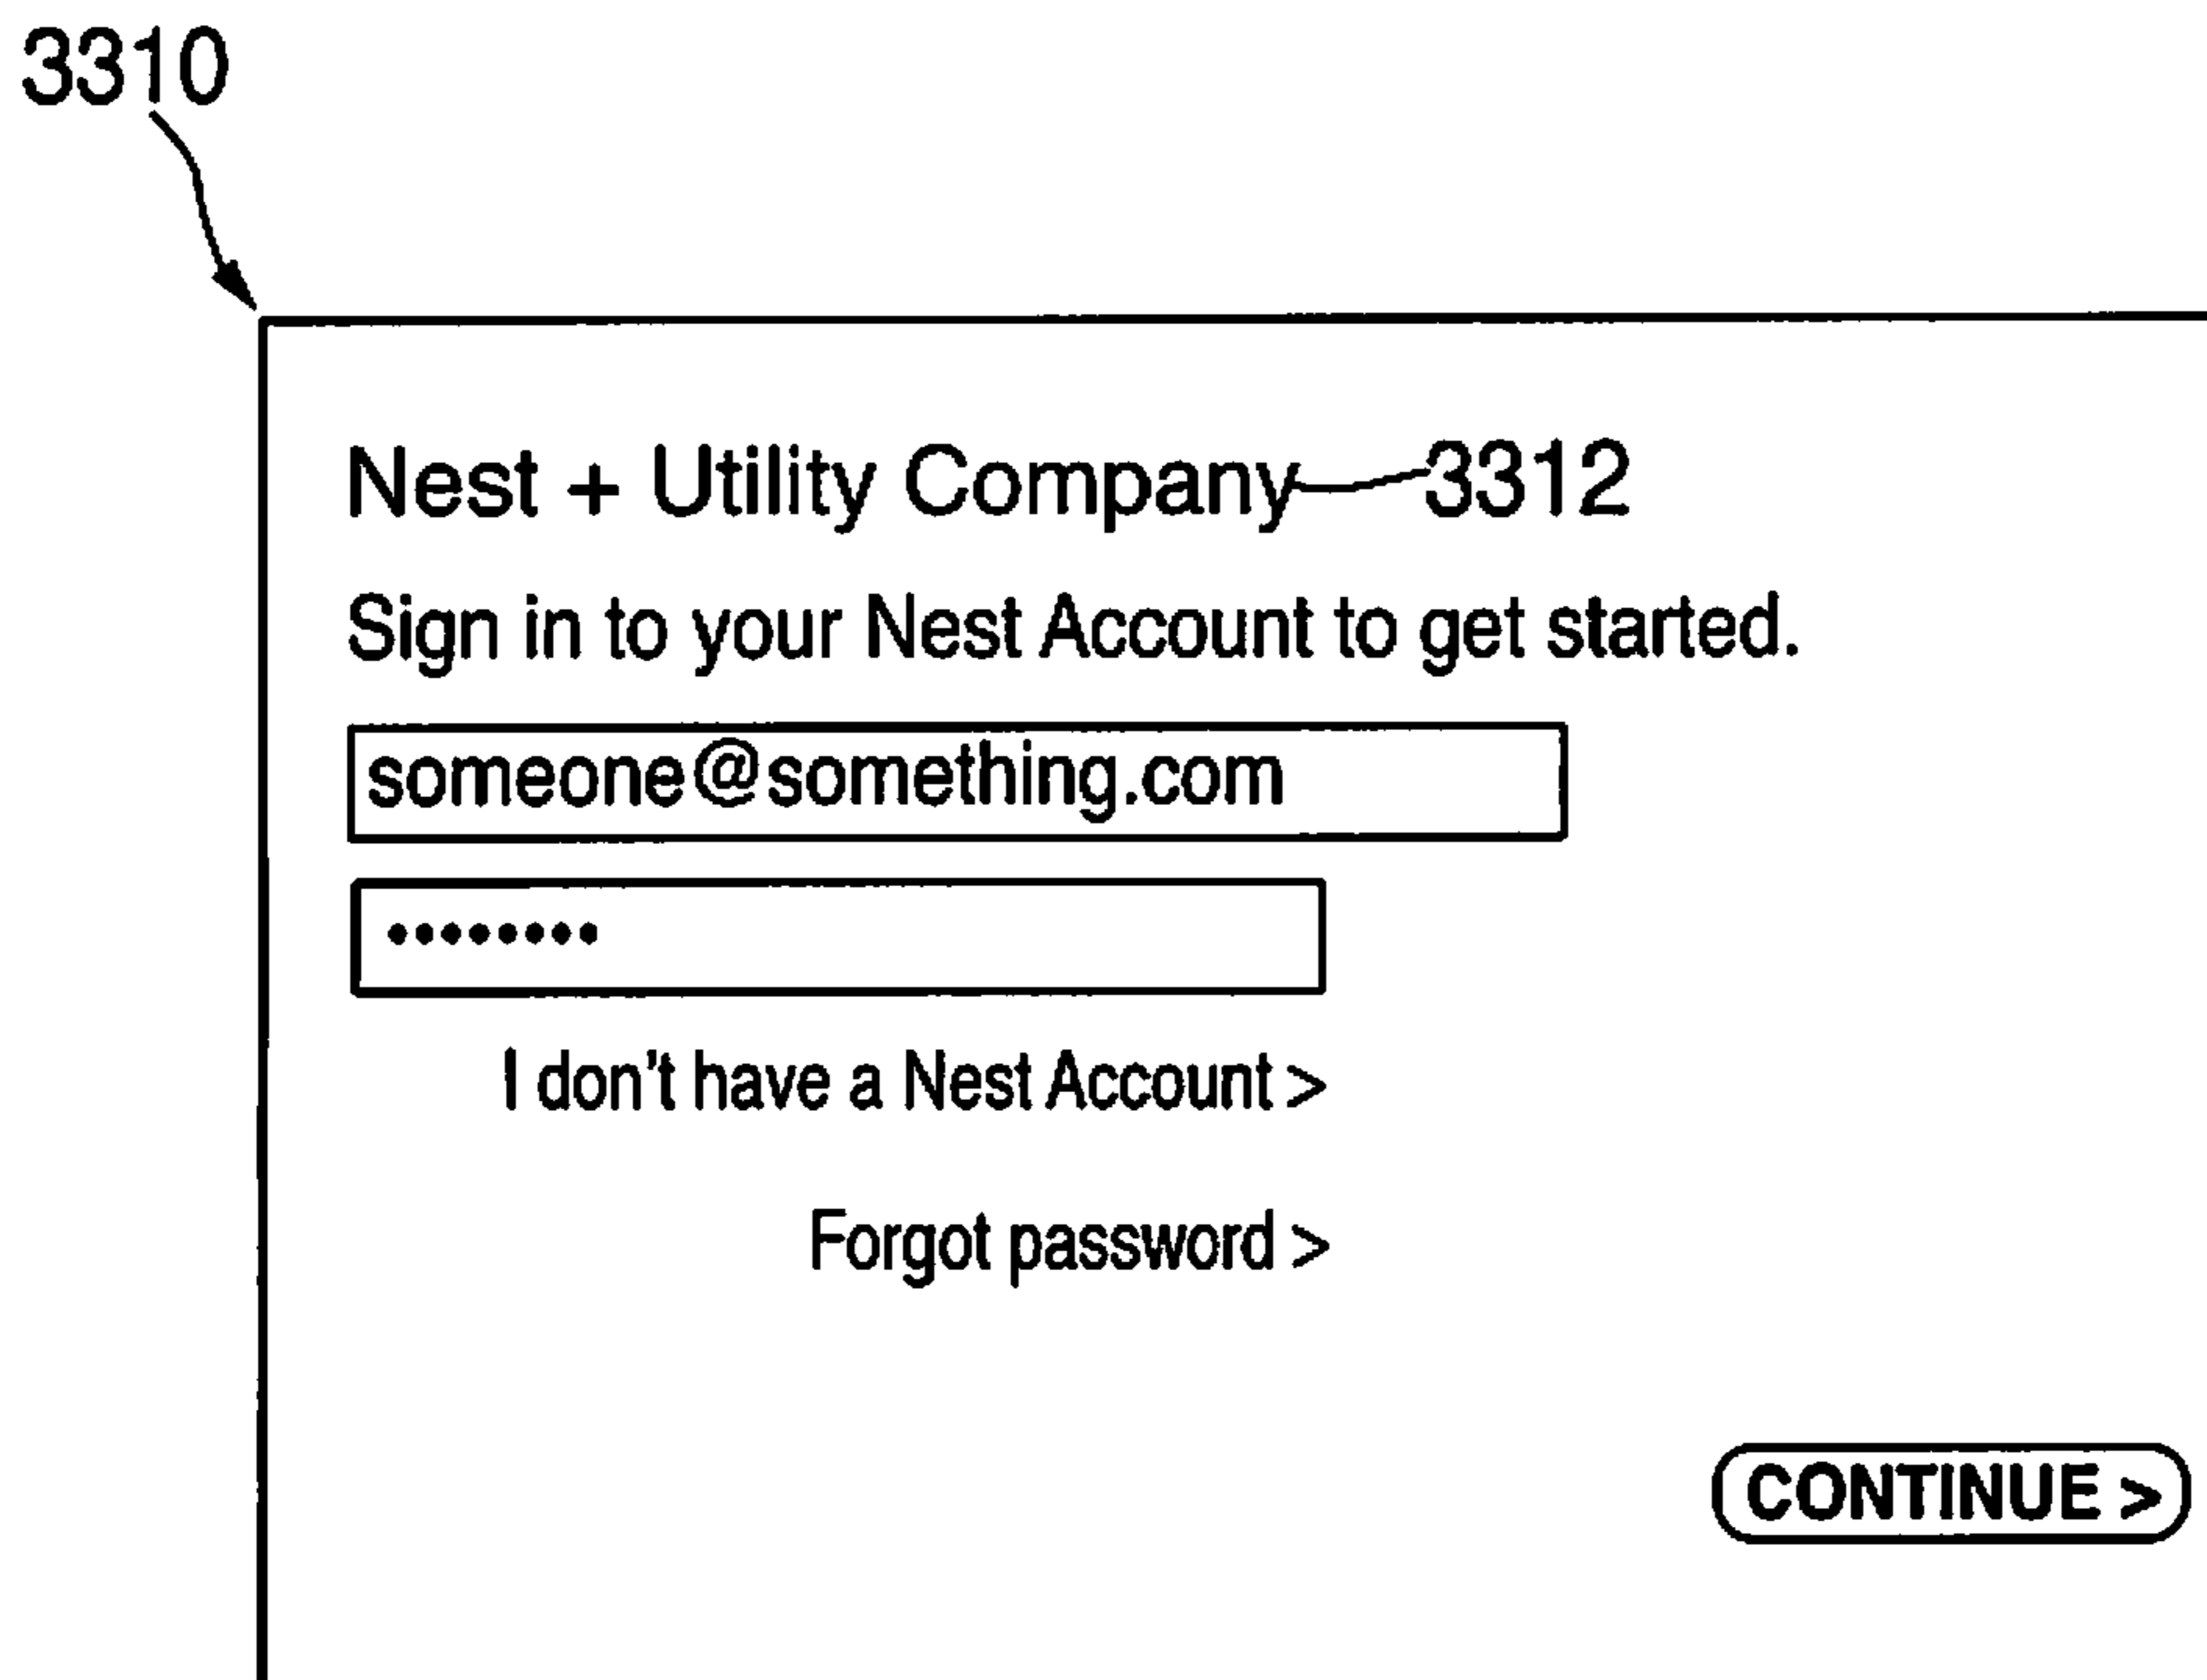 3310
Nest + Utility Company 3312
Sign in to your Nest Account to get started.
someone@something.com
••••••••
I don't have a Nest Account >
Forgot password >
CONTINUE >